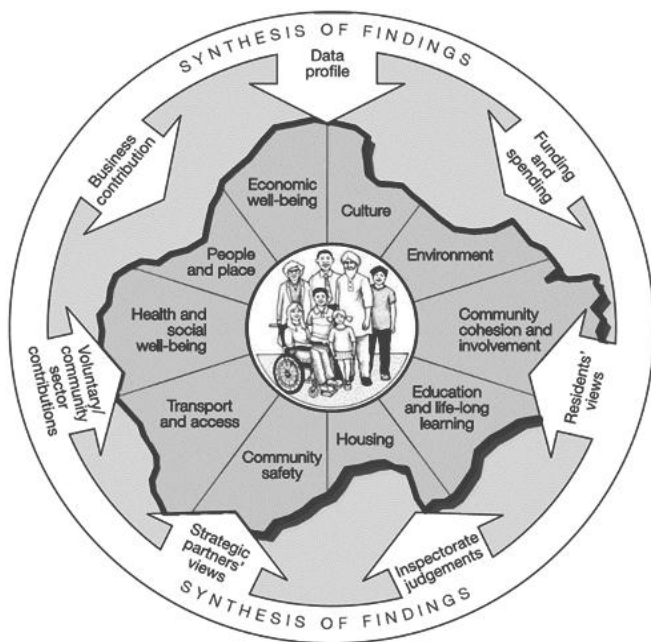 SYNTHESIS OF FINDINGS
Data
profile
Funding
and
spending
Residents'
views
Inspectorate
judgements
Strategic
partners'
views
Voluntary/
community
sector
contributions
Business
contribution
Economic
well-being
Culture
Environment
Community
cohesion and
involvement
Education
and life-long
learning
Housing
Community
safety
Transport
and access
Health and
social
well-being
People
and place
SYNTHESIS OF FINDINGS